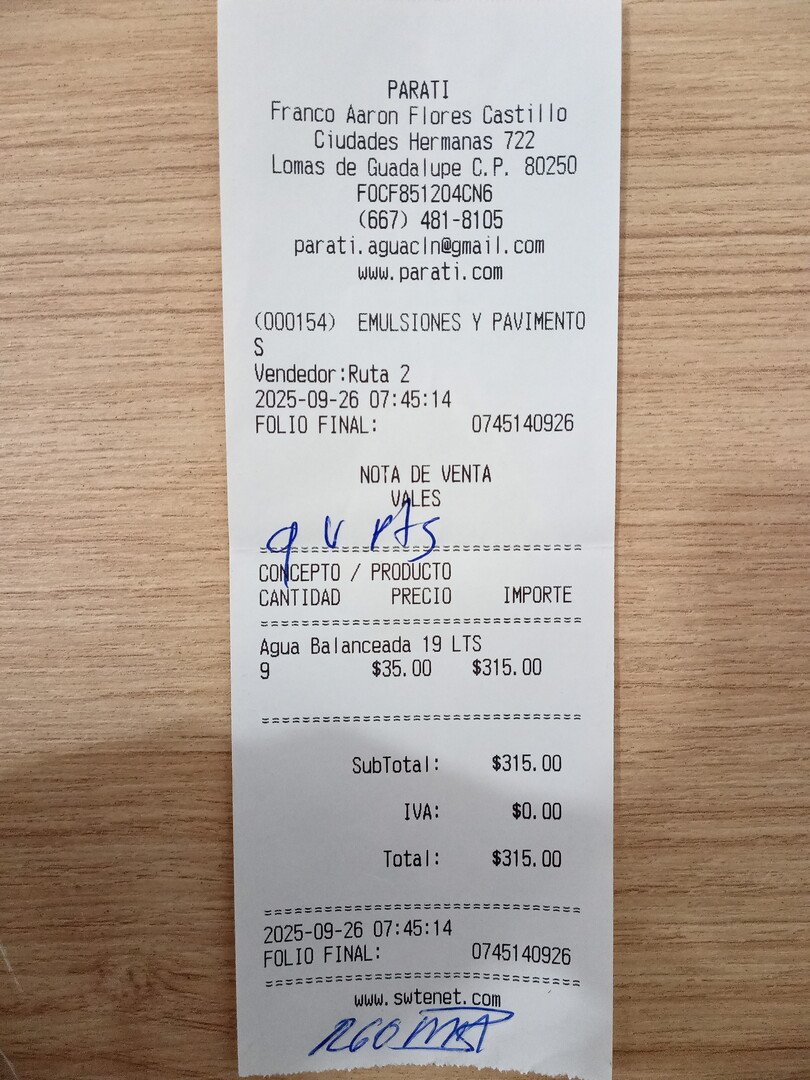 PARATI
Franco Aaron Flores Castillo
Ciudades Hermanas 722
Lomas de Guadalupe C.P. 80250
FOCF851204CN6
(667) 481-8105
parati.aguacln@gmail.com
www.parati.com
(000154) EMULSIONES Y PAVIMENTO
S
Vendedor:Ruta 2
2025-09-26 07:45:14
FOLIO FINAL: 0745140926
NOTA DE VENTA
VALES
9 V
CONCEPTO / PRODUCTO
CANTIDAD PRECIO IMPORTE
Agua Balanceada 19 LTS
9 $35.00 $315.00
SubTotal: $315.00
IVA: $0.00
Total: $315.00
2025-09-26 07:45:14
FOLIO FINAL: 0745140926
www.swtenet.com